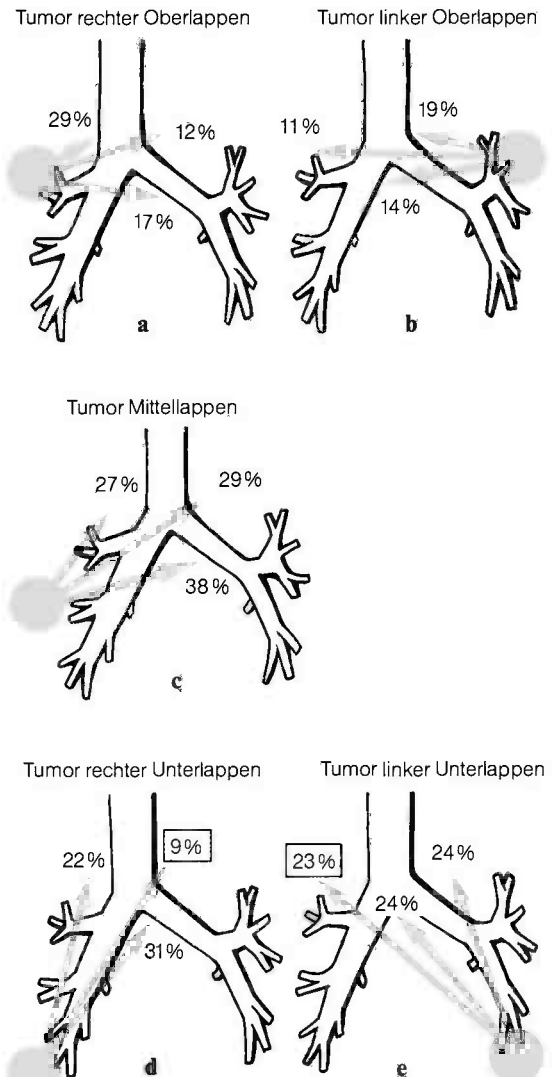 Tumor rechter Oberlappen
29%
12%
17%
a
Tumor linker Oberlappen
11%
19%
14%
b
Tumor Mittellappen
27%
29%
38%
c
Tumor rechter Unterlappen
22%
9%
31%
d
Tumor linker Unterlappen
23%
24%
24%
e